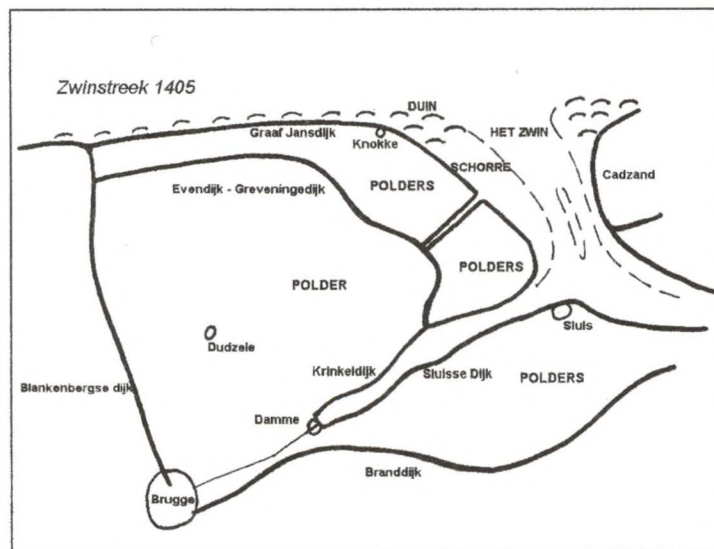 Zwinstreek 1405
DUIN
HET ZWIN
Graaf Jansdijk
Knokke
SCHORRE
Cadzand
Evendijk - Greveningedijk
POLDERS
POLDERS
POLDER
Sluis
Dudzele
Krinkeldijk
Sluisse Dijk
POLDERS
Blankenbergse dijk
Damme
Branddijk
Brugge